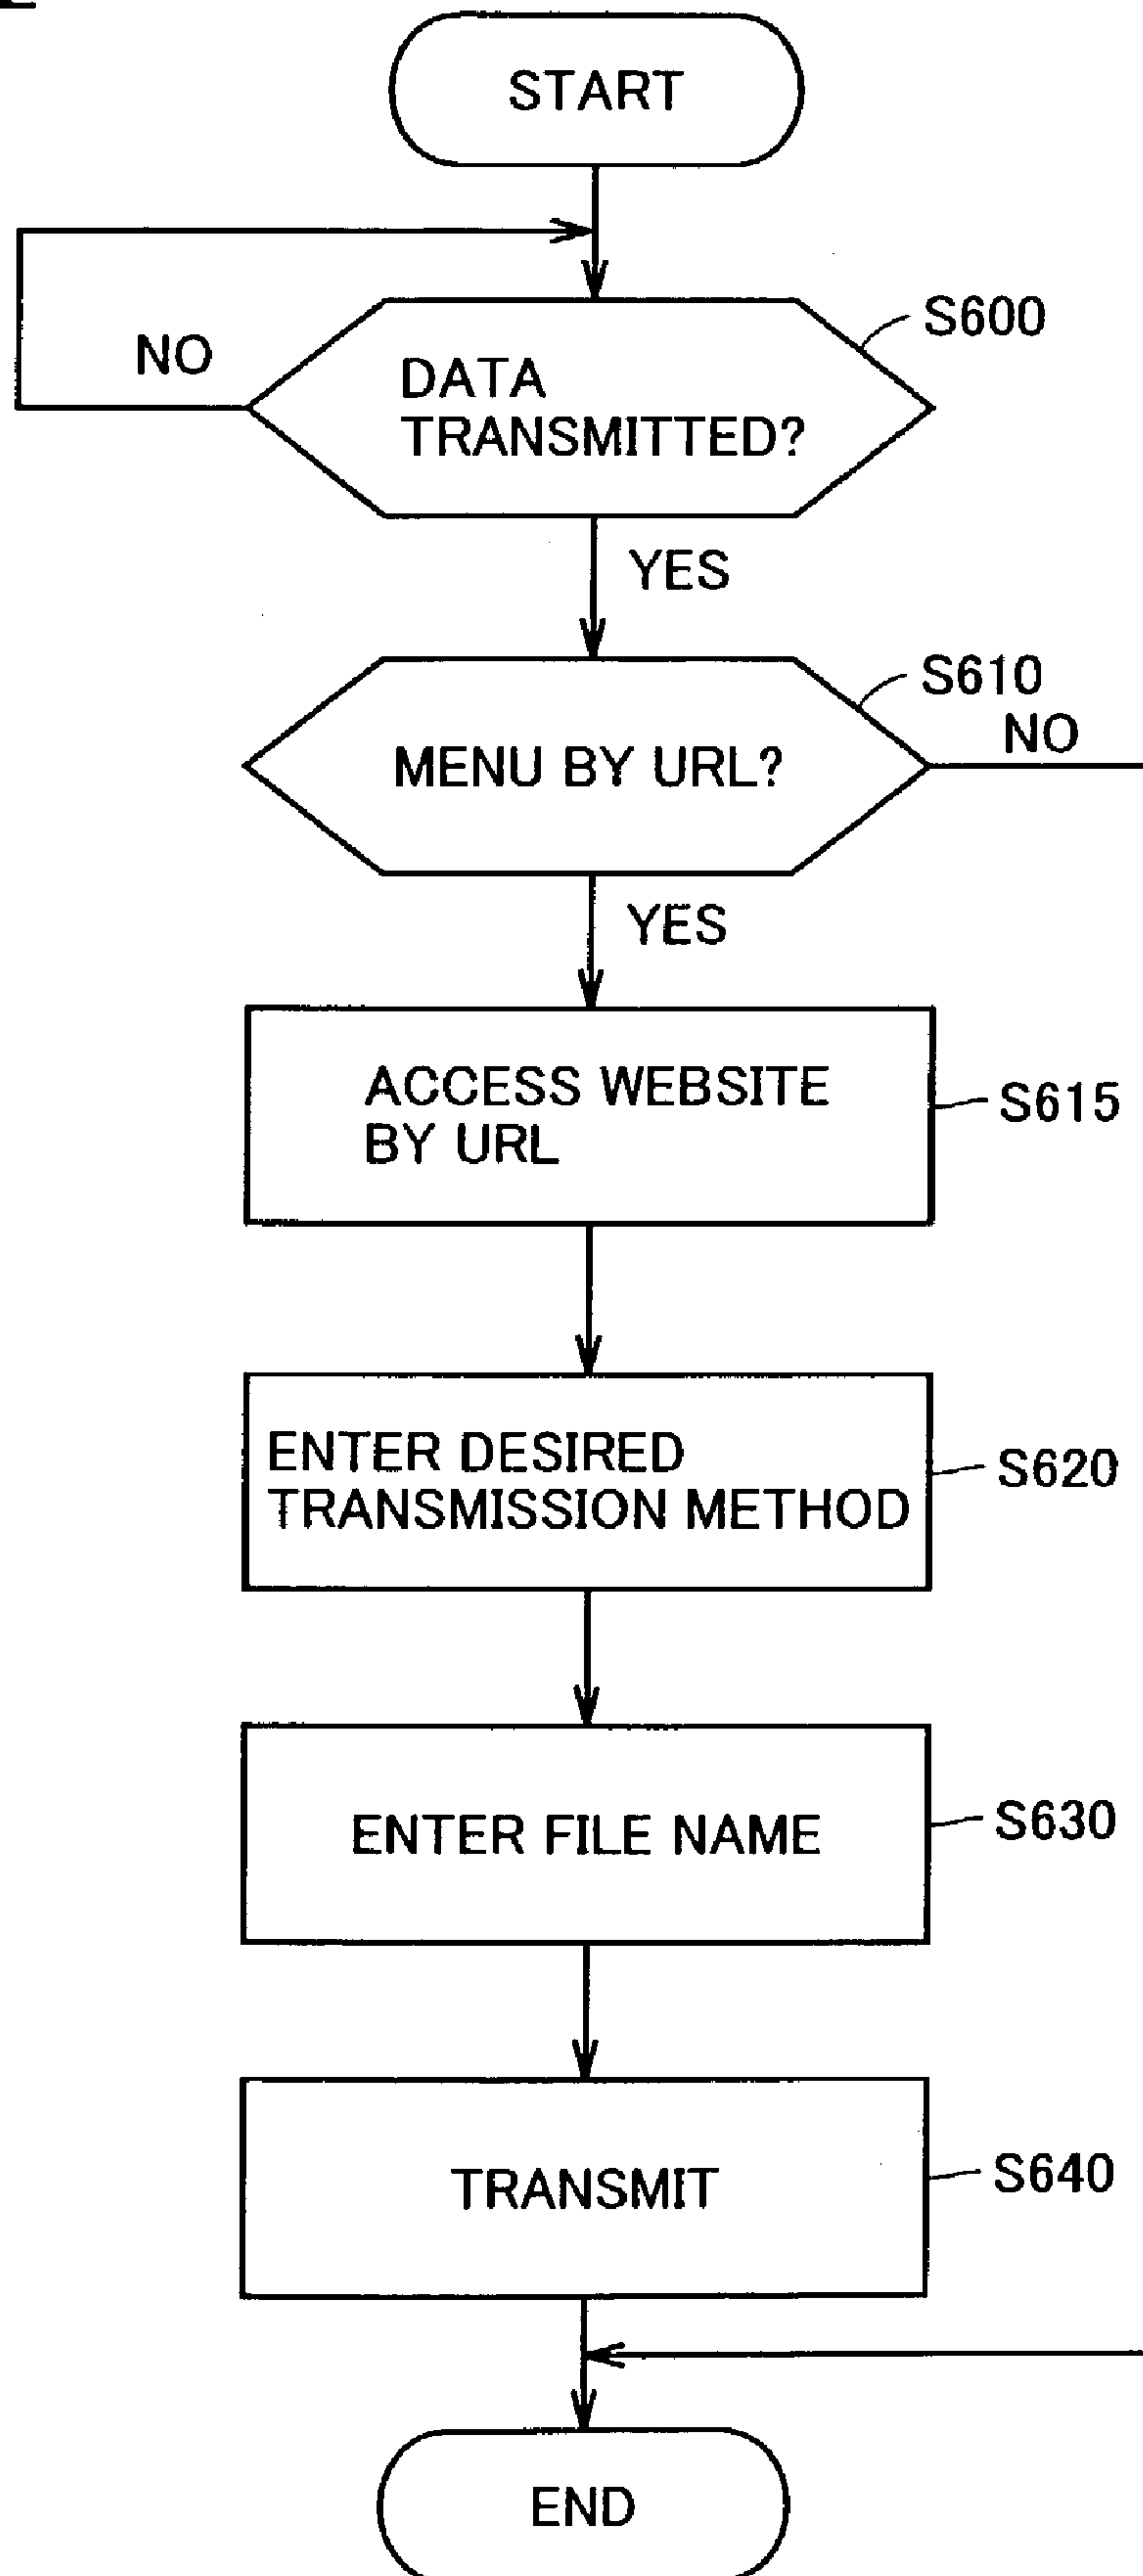 START
S600
NO
DATA
TRANSMITTED?
YES
S610
NO
MENU BY URL?
YES
ACCESS WEBSITE
BY URL
S615
ENTER DESIRED
TRANSMISSION METHOD
S620
ENTER FILE NAME
S630
TRANSMIT
S640
END